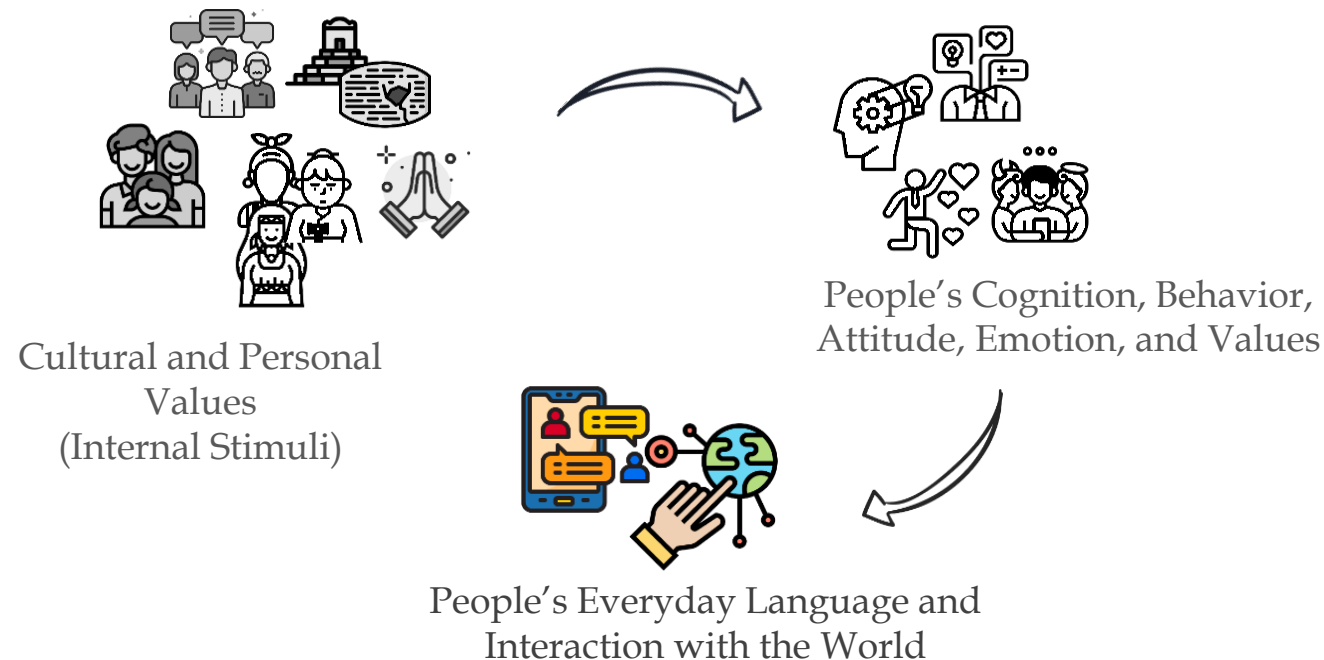 People’s Cognition, Behavior,
Attitude, Emotion, and Values
Cultural and Personal
Values
(Internal Stimuli)
People’s Everyday Language and
Interaction with the World